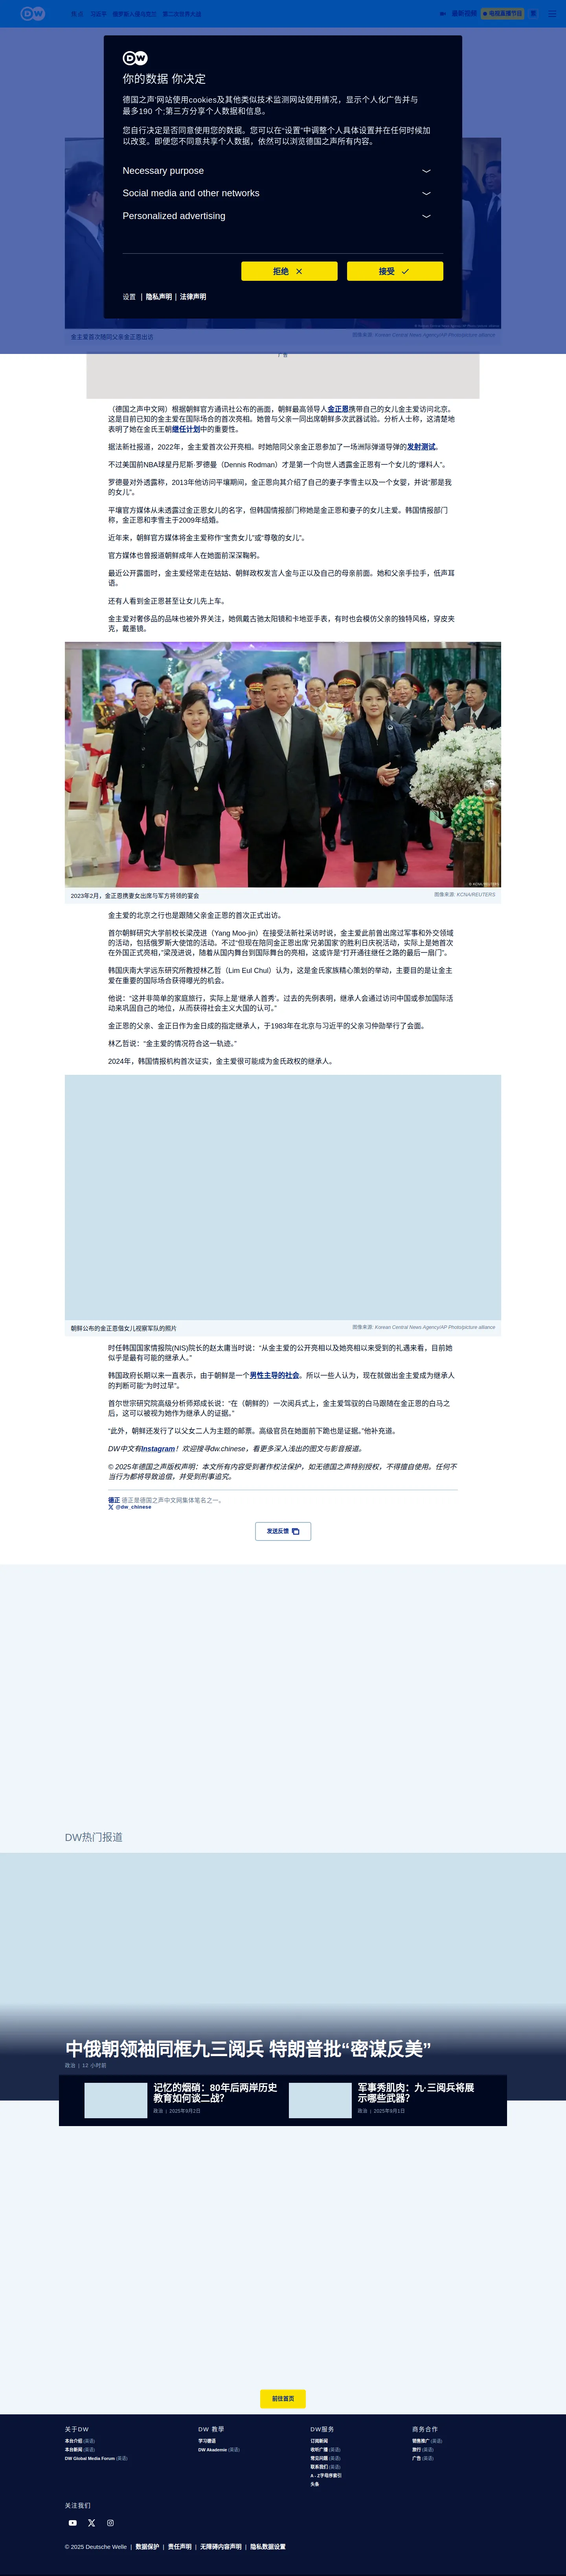 DW
最新视频
电视直播节目
DW
你的数据 你决定
德国之声’网站使用cookies及其他类似技术监测网站使用情况，显示个人化广告并与
最多190 个;第三方分享个人数据和信息。
您自行决定是否同意使用您的数据。您可以在“设置”中调整个人具体设置并在任何时候加
以改变。即便您不同意共享个人数据，依然可以浏览德国之声所有内容。
Necessary purpose
Social media and other networks
Personalized advertising
拒绝
接受
设置 | 隐私声明 | 法律声明
金主爱首次随同父亲金正恩出访
图像来源: Korean Central News Agency/AP Photo/picture alliance
广告
（德国之声中文网）根据朝鲜官方通讯社公布的画面，朝鲜最高领导人金正恩携带自己的女儿金主爱访问北京。
这是目前已知的金主爱在国际场合的首次亮相。她曾与父亲一同出席朝鲜多次武器试验。分析人士称，这清楚地
表明了她在金氏王朝继任计划中的重要性。
据法新社报道，2022年，金主爱首次公开亮相。时她陪同父亲金正恩参加了一场洲际弹道导弹的发射测试。
不过美国前NBA球星丹尼斯·罗德曼（Dennis Rodman）才是第一个向世人透露金正恩有一个女儿的“爆料人”。
罗德曼对外透露称，2013年他访问平壤期间，金正恩向其介绍了自己的妻子李雪主以及一个女婴，并说“那是我
的女儿”。
平壤官方媒体从未透露过金正恩女儿的名字，但韩国情报部门称她是金正恩和妻子的女儿主爱。韩国情报部门
称，金正恩和李雪主于2009年结婚。
近年来，朝鲜官方媒体将金主爱称作“宝贵女儿”或“尊敬的女儿”。
官方媒体也曾报道朝鲜成年人在她面前深深鞠躬。
最近公开露面时，金主爱经常走在姑姑、朝鲜政权发言人金与正以及自己的母亲前面。她和父亲手拉手，低声耳
语。
还有人看到金正恩甚至让女儿先上车。
金主爱对奢侈品的品味也被外界关注，她佩戴古驰太阳镜和卡地亚手表，有时也会模仿父亲的独特风格，穿皮夹
克，戴墨镜。
© KCNA/REUTERS
2023年2月，金正恩携妻女出席与军方将领的宴会
图像来源: KCNA/REUTERS
金主爱的北京之行也是跟随父亲金正恩的首次正式出访。
首尔朝鲜研究大学前校长梁茂进（Yang Moo-jin）在接受法新社采访时说，金主爱此前曾出席过军事和外交领域
的活动，包括俄罗斯大使馆的活动。不过“但现在陪同金正恩出席‘兄弟国家’的胜利日庆祝活动，实际上是她首次
在外国正式亮相，”梁茂进说，“随着从国内舞台到国际舞台的亮相，这或许是“打开通往继任之路的最后一扇门”。
韩国庆南大学远东研究所教授林乙哲（Lim Eul Chul）认为，这是金氏家族精心策划的举动，主要目的是让金主
爱在重要的国际场合获得曝光的机会。
他说：“这并非简单的家庭旅行，实际上是‘继承人首秀’。过去的先例表明，继承人会通过访问中国或参加国际活
动来巩固自己的地位，从而获得社会主义大国的认可。”
金正恩的父亲、金正日作为金日成的指定继承人，于1983年在北京与习近平的父亲习仲勋举行了会面。
林乙哲说：“金主爱的情况符合这一轨迹。”
2024年，韩国情报机构首次证实，金主爱很可能成为金氏政权的继承人。
朝鲜公布的金正恩偕女儿视察军队的照片
图像来源: Korean Central News Agency/AP Photo/picture alliance
时任韩国国家情报院(NIS)院长的赵太庸当时说：“从金主爱的公开亮相以及她亮相以来受到的礼遇来看，目前她
似乎是最有可能的继承人。”
韩国政府长期以来一直表示，由于朝鲜是一个男性主导的社会。所以一些人认为，现在就做出金主爱成为继承人
的判断可能“为时过早”。
首尔世宗研究院高级分析师郑成长说：“在（朝鲜的）一次阅兵式上，金主爱驾驭的白马跟随在金正恩的白马之
后，这可以被视为她作为继承人的证据。”
“此外，朝鲜还发行了以父女二人为主题的邮票。高级官员在她面前下跪也是证据。”他补充道。
DW中文有Instagram！欢迎搜寻dw.chinese，看更多深入浅出的图文与影音报道。
© 2025年德国之声版权声明：本文所有内容受到著作权法保护，如无德国之声特别授权，不得擅自使用。任何不
当行为都将导致追偿，并受到刑事追究。
德正 德正是德国之声中文网集体笔名之一。
@dw_chinese
发送反馈
DW热门报道
中俄朝领袖同框九三阅兵 特朗普批“密谋反美”
政治 | 12 小时前
记忆的烟硝：80年后两岸历史
教育如何谈二战？
政治 | 2025年9月2日
军事秀肌肉：九·三阅兵将展
示哪些武器？
政治 | 2025年9月1日
前往首页
关于DW
本台介绍 (英语)
本台新闻 (英语)
DW Global Media Forum (英语)
DW 教学
学习德语
DW Akademie (英语)
DW服务
订阅新闻
收听广播 (英语)
常见问题 (英语)
联系我们 (英语)
A - Z字母序索引
头条
商务合作
销售推广 (英语)
旅行 (英语)
广告 (英语)
关注我们
© 2025 Deutsche Welle | 数据保护 | 责任声明 | 无障碍内容声明 | 隐私数据设置